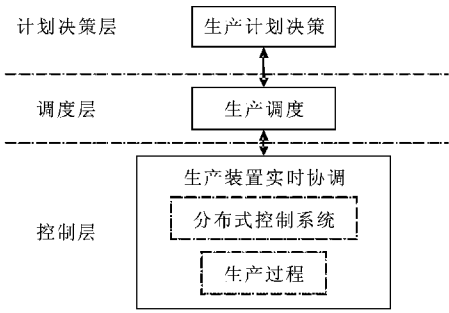 计划决策层
生产计划决策
调度层
生产调度
生产装置实时协调
分布式控制系统
控制层
生产过程